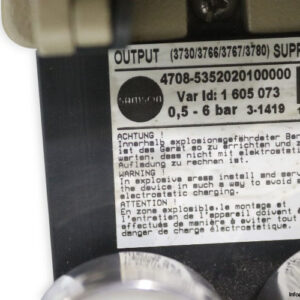 OUTPUT (3730/3766/3767/3780) SUPP
4708-5352020100000
samson
Var Id: 1 605 073
0,5 - 6 bar 3-1419
ACHTUNG !
Innerhalb explosionsgefährdeter Ber
ist das Gerät so zu errichten und z
warten, dass nicht mit elektrostati
Aufladung zu rechnen ist.
WARNING !
In explosive areas install and servi
the device in such a way to avoid a
electrostatic charging.
ATTENTION !
En zone explosible, le montage et
l'entretien de l'appareil doivent ê
effectués de manière à éviter tout
danger de charge électrostatique.